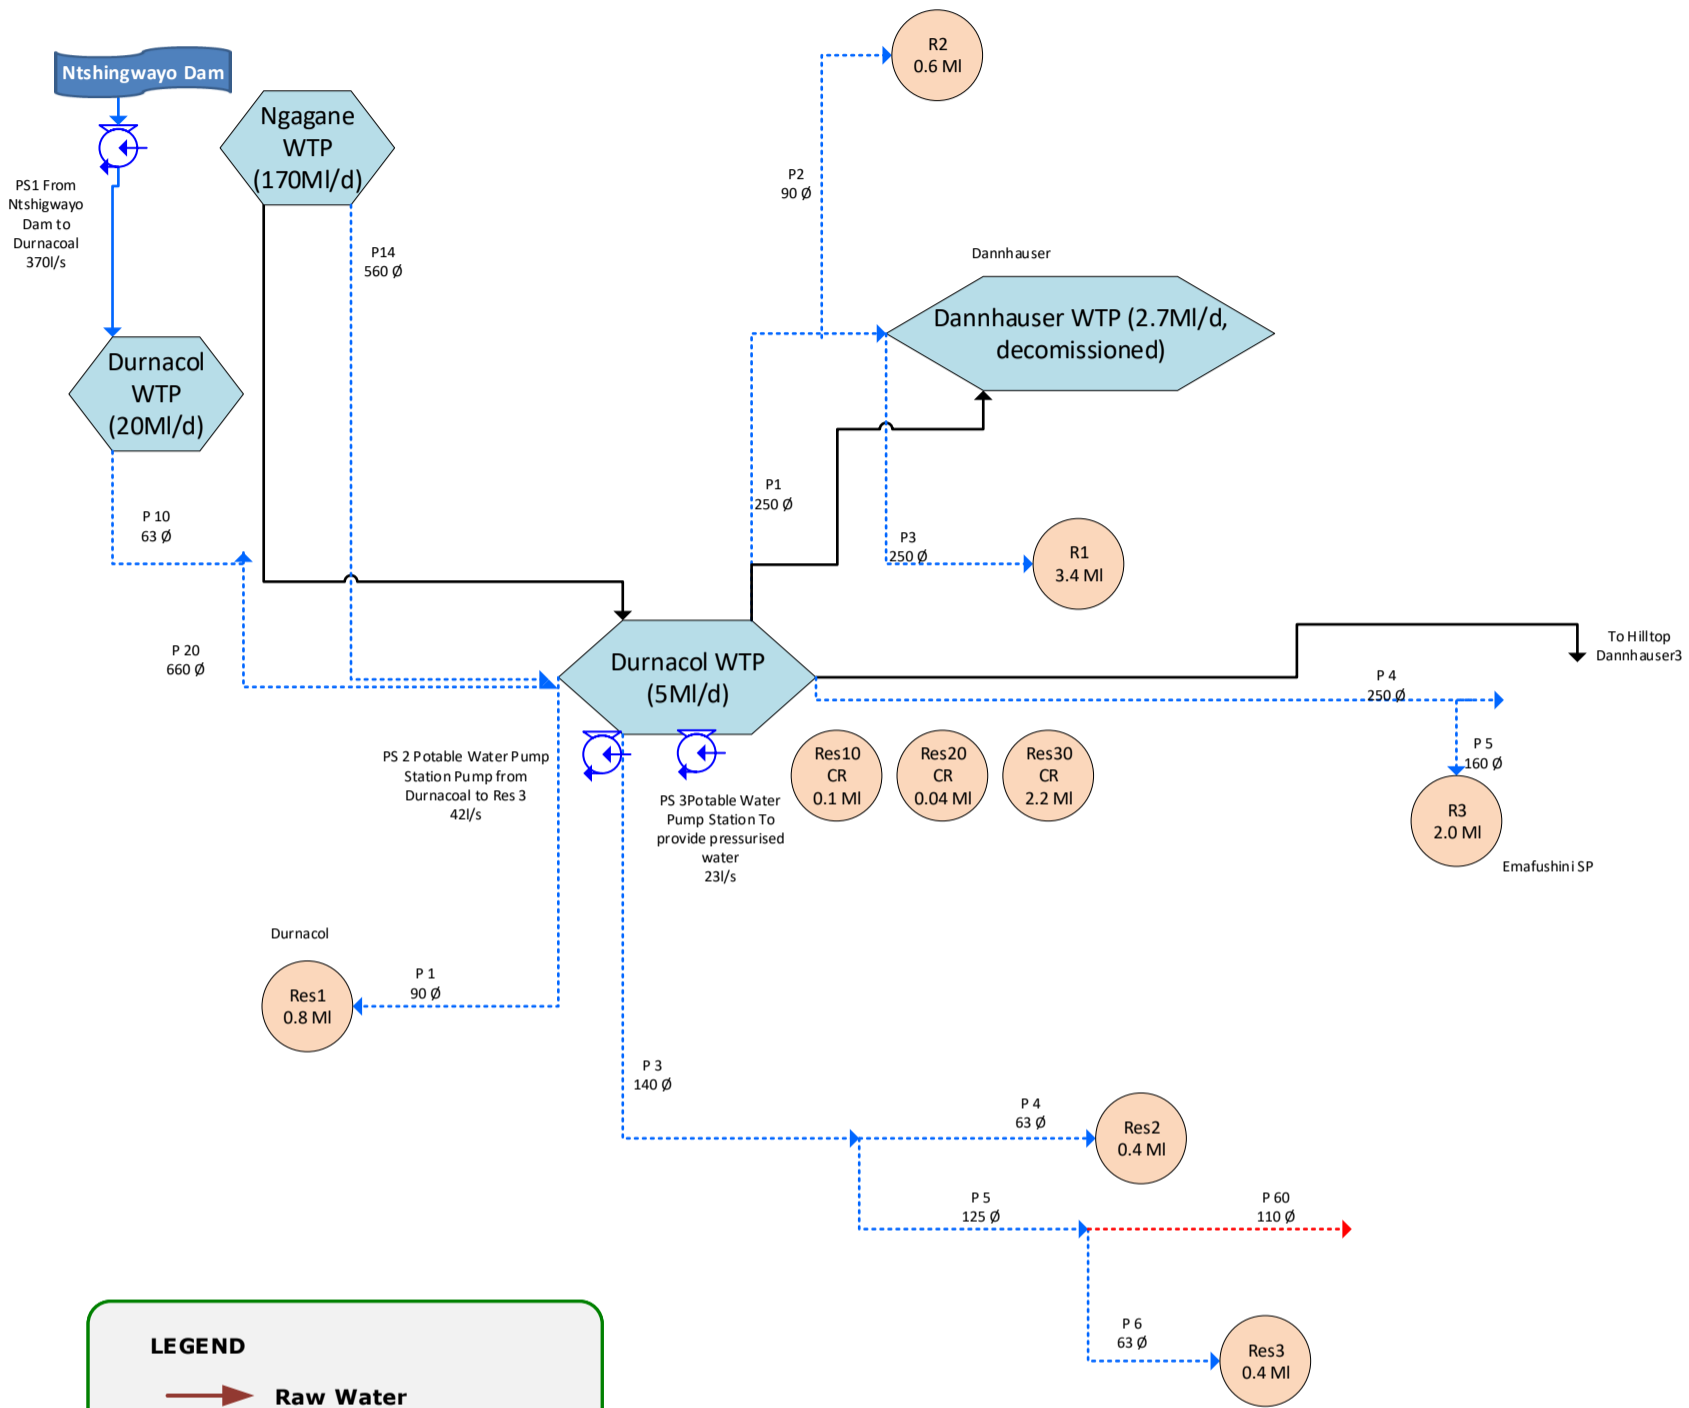 R2
0.6 Ml
Ntshingwayo Dam
Ngagane
WTP
(170Ml/d)
PS1 From
Ntshigwayo
Dam to
Durnacoal
370l/s
P2
90 Ø
P14
560 Ø
Dannhauser
Dannhauser WTP (2.7Ml/d,
decomissioned)
Durnacol
WTP
(20Ml/d)
P1
250 Ø
P 10
63 Ø
P3
250 Ø
R1
3.4 Ml
P 20
660 Ø
Durnacol WTP
(5Ml/d)
To Hilltop
Dannhauser3
P 4
250 Ø
PS 2 Potable Water Pump
Station Pump from
Durnacoal to Res 3
42l/s
PS 3Potable Water
Pump Station To
provide pressurised
water
23l/s
Res10
CR
0.1 Ml
Res20
CR
0.04 Ml
Res30
CR
2.2 Ml
P 5
160 Ø
R3
2.0 Ml
Emafushini SP
Durnacol
Res1
0.8 Ml
P 1
90 Ø
P 3
140 Ø
P 4
63 Ø
Res2
0.4 Ml
P 5
125 Ø
P 60
110 Ø
P 6
63 Ø
Res3
0.4 Ml
LEGEND
Raw Water